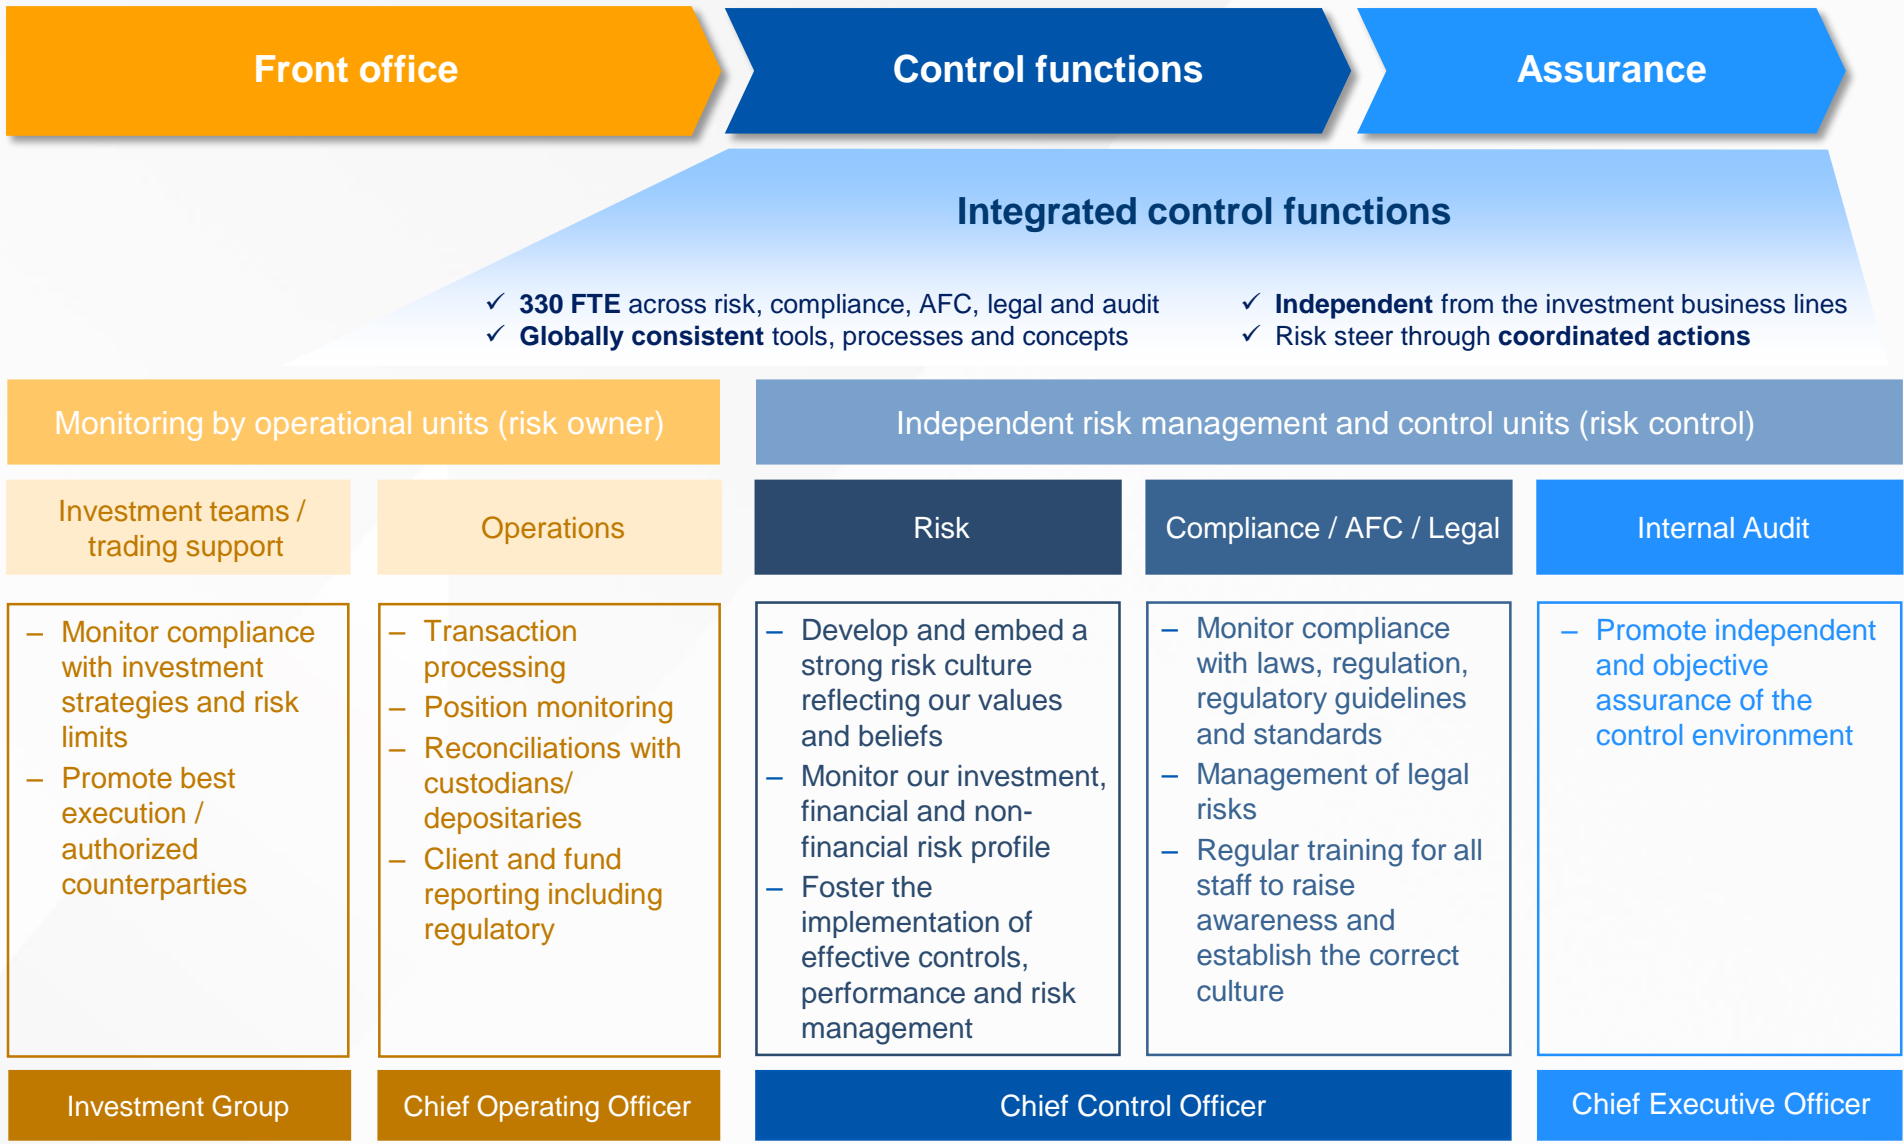 Front office
Control functions
Assurance
Integrated control functions
✓ 330 FTE across risk, compliance, AFC, legal and audit
✓ Globally consistent tools, processes and concepts
✓ Independent from the investment business lines
✓ Risk steer through coordinated actions
Monitoring by operational units (risk owner)
Independent risk management and control units (risk control)
Investment teams /
trading support
Operations
Risk
Compliance / AFC / Legal
Internal Audit
– Monitor compliance
with investment
strategies and risk
limits
– Promote best
execution /
authorized
counterparties
– Transaction
processing
– Position monitoring
– Reconciliations with
custodians/
depositaries
– Client and fund
reporting including
regulatory
– Develop and embed a
strong risk culture
reflecting our values
and beliefs
– Monitor our investment,
financial and non-
financial risk profile
– Foster the
implementation of
effective controls,
performance and risk
management
– Monitor compliance
with laws, regulation,
regulatory guidelines
and standards
– Management of legal
risks
– Regular training for all
staff to raise
awareness and
establish the correct
culture
– Promote independent
and objective
assurance of the
control environment
Investment Group
Chief Operating Officer
Chief Control Officer
Chief Executive Officer